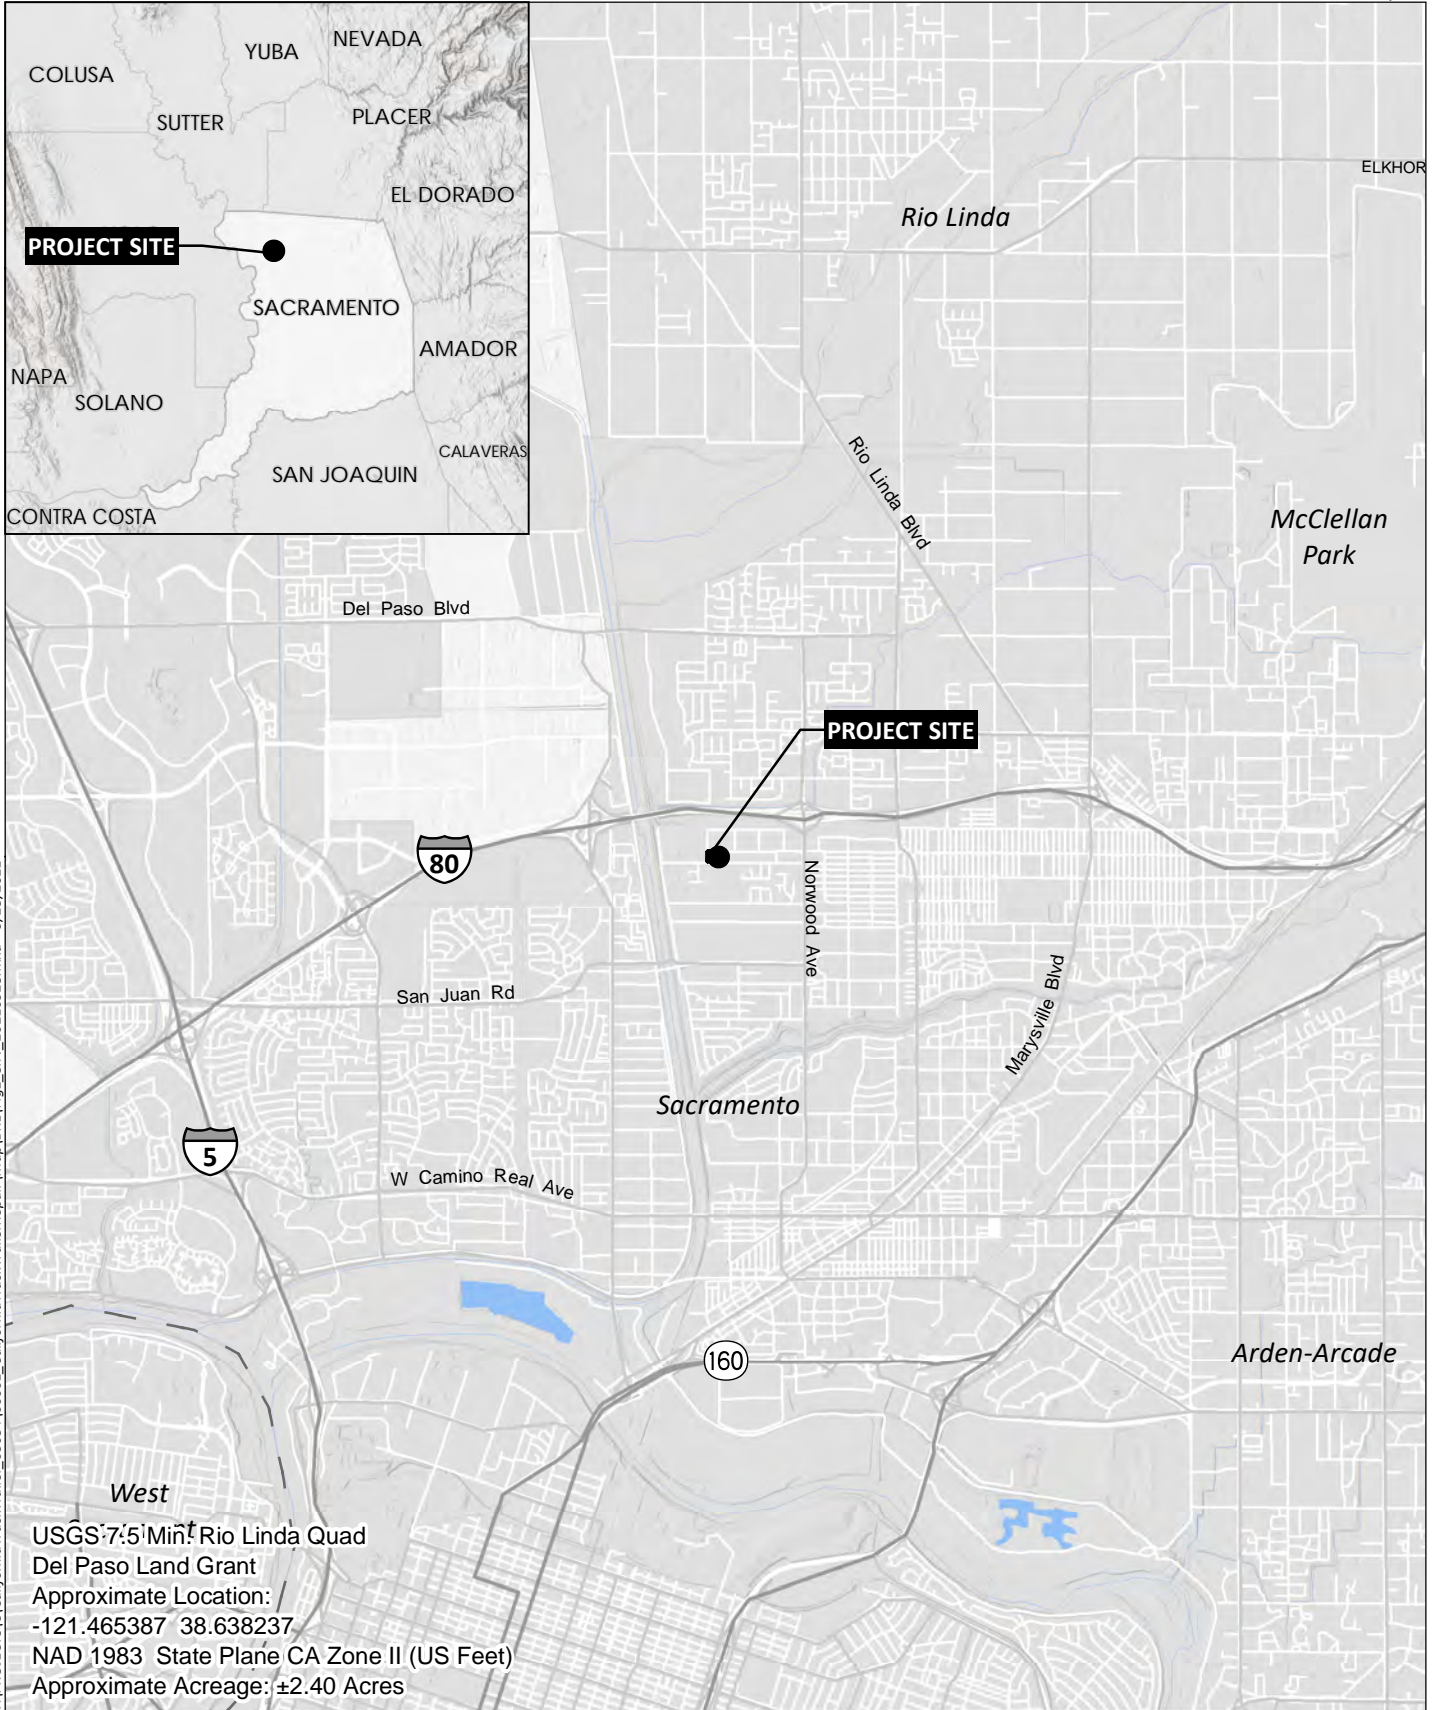 COLUSA
YUBA
NEVADA
SUTTER
PLACER
EL DORADO
PROJECT SITE
SACRAMENTO
AMADOR
NAPA
SOLANO
CALAVERAS
SAN JOAQUIN
CONTRA COSTA
ELKHOR
Rio Linda
Rio Linda Blvd
McClellan
Park
Del Paso Blvd
PROJECT SITE
80
Norwood Ave
San Juan Rd
Marysville Blvd
Sacramento
5
W Camino Real Ave
160
Arden-Arcade
West
USGS 7.5 Min. Rio Linda Quad
Del Paso Land Grant
Approximate Location:
-121.465387 38.638237
NAD 1983 State Plane CA Zone II (US Feet)
Approximate Acreage: ±2.40 Acres